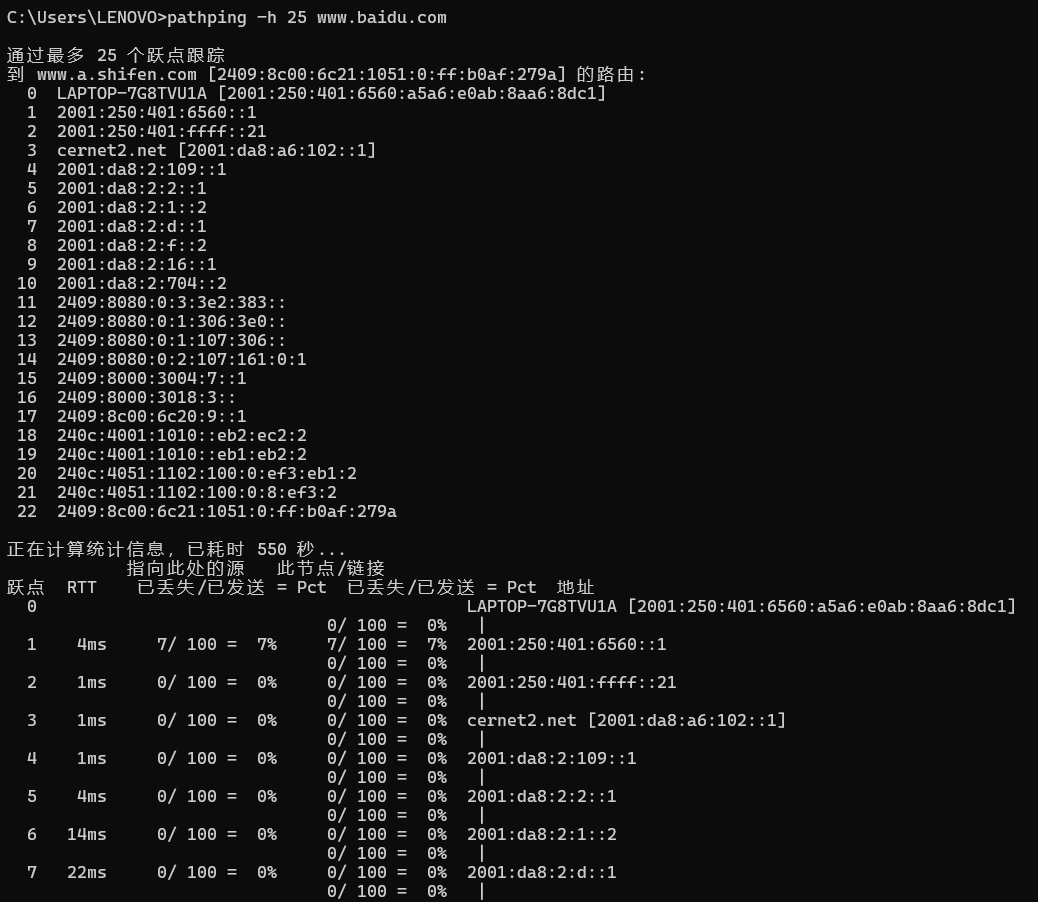 C:\Users\LENOVO>pathping -h 25 www.baidu.com
通过最多 25 个跃点跟踪
到 www.a.shifen.com [2409:8c00:6c21:1051:0:ff:b0af:279a] 的路由:
0 LAPTOP-7G8TVU1A [2001:250:401:6560:a5a6:e0ab:8aa6:8dc1]
1 2001:250:401:6560::1
2 2001:250:401:ffff::21
3 cernet2.net [2001:da8:a6:102::1]
4 2001:da8:2:109::1
5 2001:da8:2:2::1
6 2001:da8:2:1::2
7 2001:da8:2:d::1
8 2001:da8:2:f::2
9 2001:da8:2:16::1
10 2001:da8:2:704::2
11 2409:8080:0:3:3e2:383::
12 2409:8080:0:1:306:3e0::
13 2409:8080:0:1:107:306::
14 2409:8080:0:2:107:161:0:1
15 2409:8000:3004:7::1
16 2409:8000:3018:3::
17 2409:8c00:6c20:9::1
18 240c:4001:1010::eb2:ec2:2
19 240c:4001:1010::eb1:eb2:2
20 240c:4051:1102:100:0:ef3:eb1:2
21 240c:4051:1102:100:0:8:ef3:2
22 2409:8c00:6c21:1051:0:ff:b0af:279a
正在计算统计信息，已耗时 550 秒...
指向此处的源 此节点/链接
跃点 RTT 已丢失/已发送 = Pct 已丢失/已发送 = Pct 地址
0 LAPTOP-7G8TVU1A [2001:250:401:6560:a5a6:e0ab:8aa6:8dc1]
0/ 100 = 0% |
1 4ms 7/ 100 = 7% 7/ 100 = 7% 2001:250:401:6560::1
0/ 100 = 0% |
2 1ms 0/ 100 = 0% 0/ 100 = 0% 2001:250:401:ffff::21
0/ 100 = 0% |
3 1ms 0/ 100 = 0% 0/ 100 = 0% cernet2.net [2001:da8:a6:102::1]
0/ 100 = 0% |
4 1ms 0/ 100 = 0% 0/ 100 = 0% 2001:da8:2:109::1
0/ 100 = 0% |
5 4ms 0/ 100 = 0% 0/ 100 = 0% 2001:da8:2:2::1
0/ 100 = 0% |
6 14ms 0/ 100 = 0% 0/ 100 = 0% 2001:da8:2:1::2
0/ 100 = 0% |
7 22ms 0/ 100 = 0% 0/ 100 = 0% 2001:da8:2:d::1
0/ 100 = 0% |